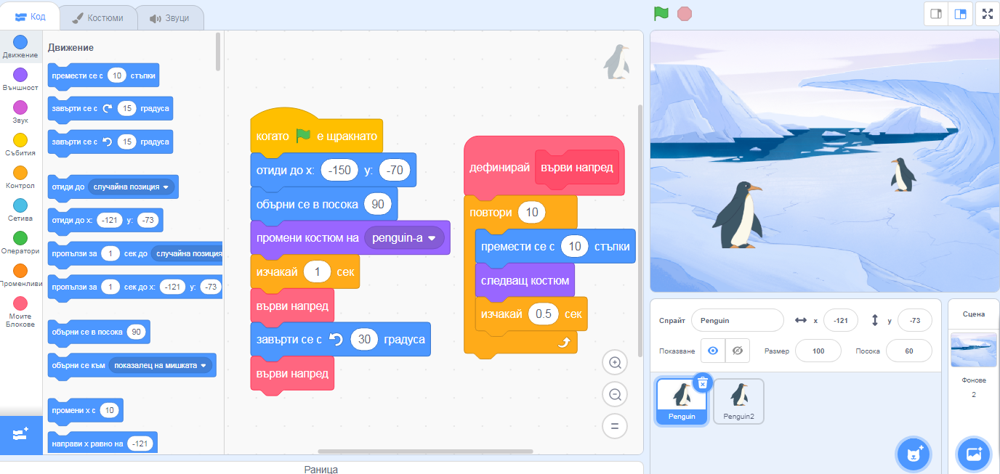 Код
Костюми
Звуци
Движение
Външност
Звук
Събития
Контрол
Сетива
Оператори
Променливи
Моите
Блокове
Движение
премести се с 10 стъпки
завърти се с 15 градуса
завърти се с 15 градуса
отиди до случайна позиция
отиди до x: -121 y: -73
пропълзи за 1 сек до случайна позиция
пропълзи за 1 сек до x: -121 y: -73
обърни се в посока 90
обърни се към показалец на мишката
промени x с 10
направи x равно на -121
когато е щракнато
отиди до x: -150 y: -70
обърни се в посока 90
промени костюм на penguin-a
изчакай 1 сек
върви напред
завърти се с 30 градуса
върви напред
дефинирай върви напред
повтори 10
премести се с 10 стъпки
следващ костюм
изчакай 0.5 сек
Раница
Спрайт Penguin x -121 y -73
Показване Размер 100 Посока 60
Penguin
Penguin2
Сцена
Фонове
2